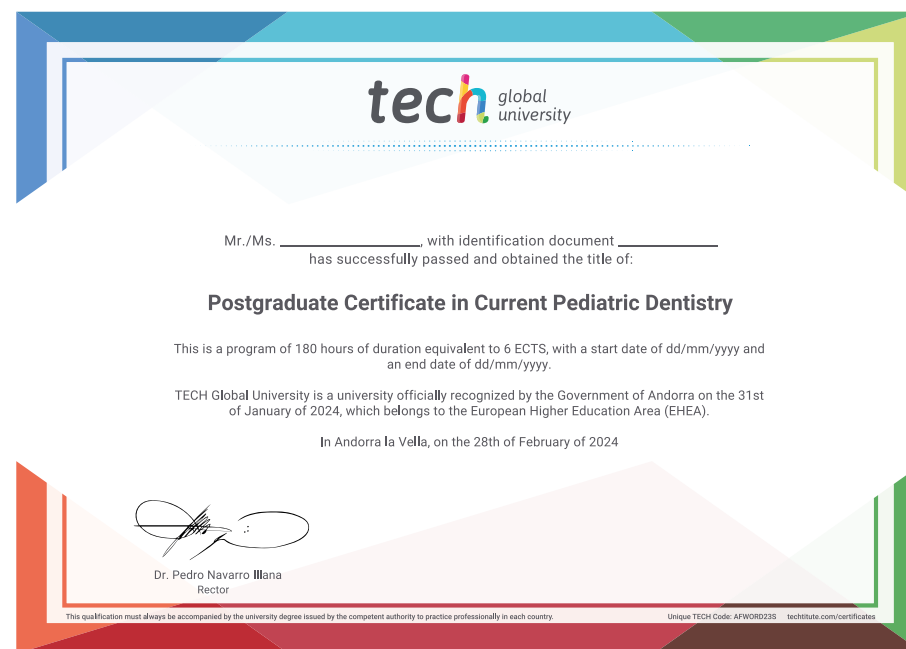 tech global
university
Mr./Ms. ____________, with identification document ____________
has successfully passed and obtained the title of:
Postgraduate Certificate in Current Pediatric Dentistry
This is a program of 180 hours of duration equivalent to 6 ECTS, with a start date of dd/mm/yyyy and
an end date of dd/mm/yyyy.
TECH Global University is a university officially recognized by the Government of Andorra on the 31st
of January of 2024, which belongs to the European Higher Education Area (EHEA).
In Andorra la Vella, on the 28th of February of 2024
Dr. Pedro Navarro Illana
Rector
This qualification must always be accompanied by the university degree issued by the competent authority to practice professionally in each country.
Unique TECH Code: AFWORD23S techtitute.com/certificates